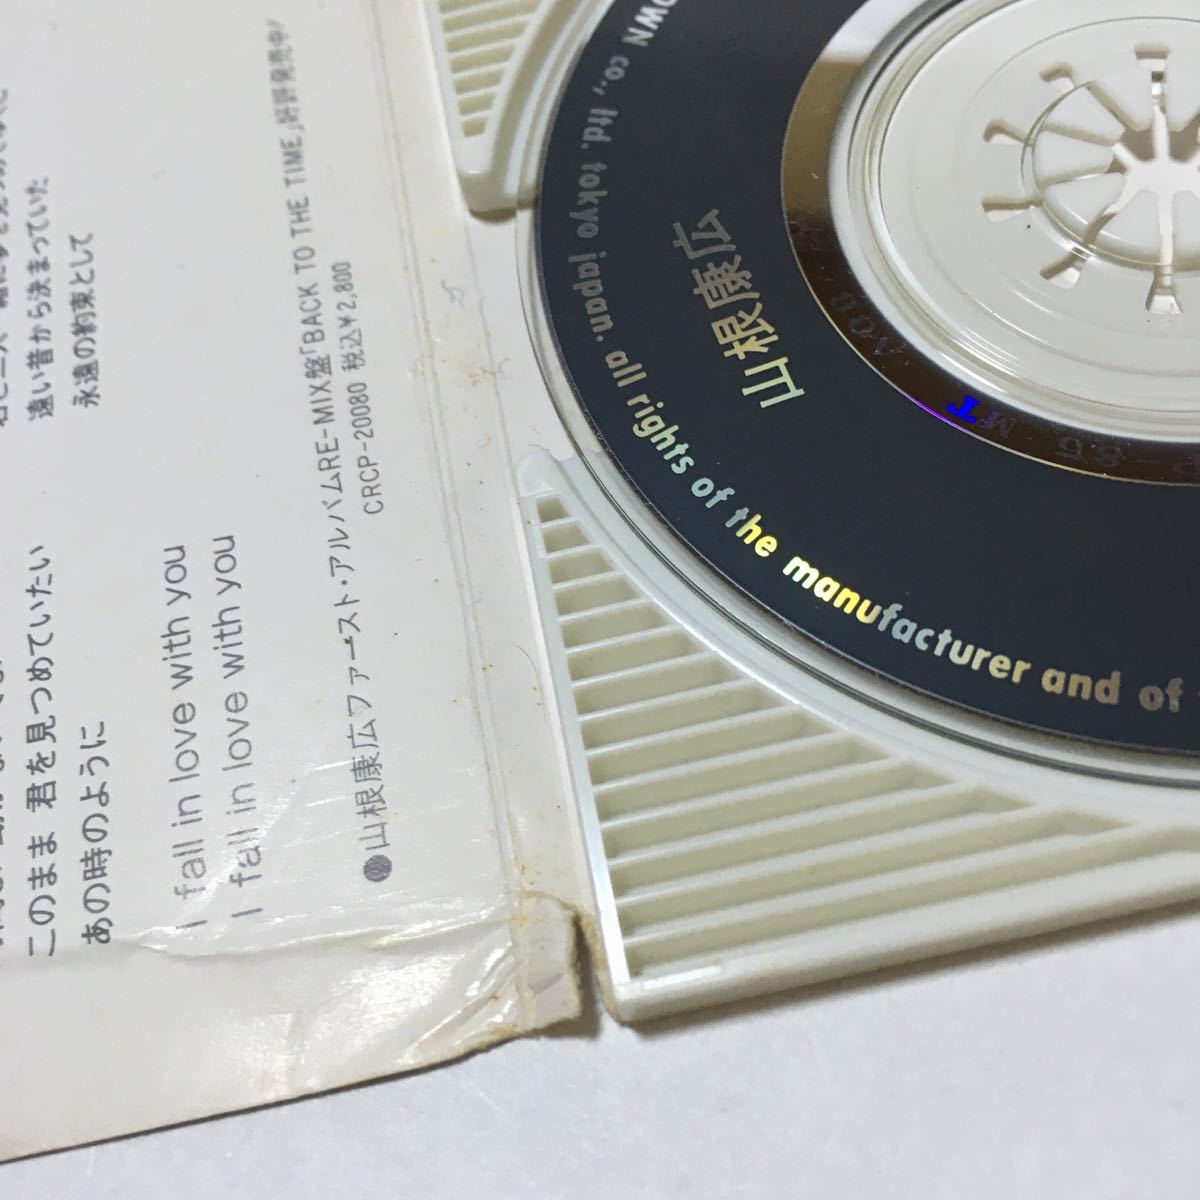 遠い昔から決まっていた
永遠の約束として
このまま 君を見つめていたい
あの時のように
I fall in love with you
I fall in love with you
●山根康広ファースト・アルバムRE-MIX盤「BACK TO THE TIME」好評発売中!!
CRCP-20080 税込¥2,800
山根康広
OWN co., ltd. tokyo japan. all rights of the manufacturer and of
MT